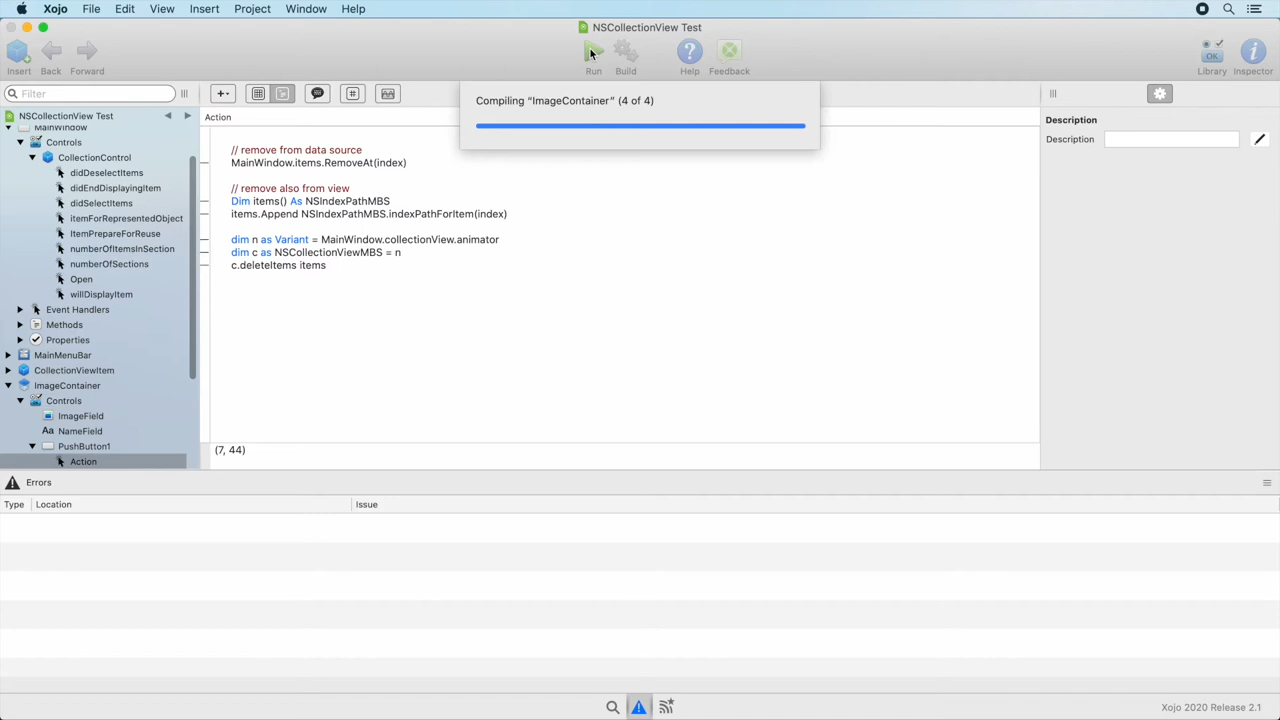 Xojo File Edit View Insert Project Window Help
NSCollectionView Test
Insert Back Forward Run Build Help Feedback OK Library Inspector
Filter
Compiling "ImageContainer" (4 of 4)
NSCollectionView Test
MainWindow
Controls
CollectionControl
didDeselectItems
didEndDisplayingItem
didSelectItems
itemForRepresentedObject
ItemPrepareForReuse
numberOfItemsInSection
numberOfSections
Open
willDisplayItem
Event Handlers
Methods
Properties
MainMenuBar
CollectionViewItem
ImageContainer
Controls
ImageField
Aa NameField
PushButton1
Action
Action
// remove from data source
MainWindow.items.RemoveAt(index)
// remove also from view
Dim items() As NSIndexPathMBS
items.Append NSIndexPathMBS.indexPathForItem(index)
dim n as Variant = MainWindow.collectionView.animator
dim c as NSCollectionViewMBS = n
c.deleteItems items
(7, 44)
Description
Description
Errors
Type Location Issue
Xojo 2020 Release 2.1